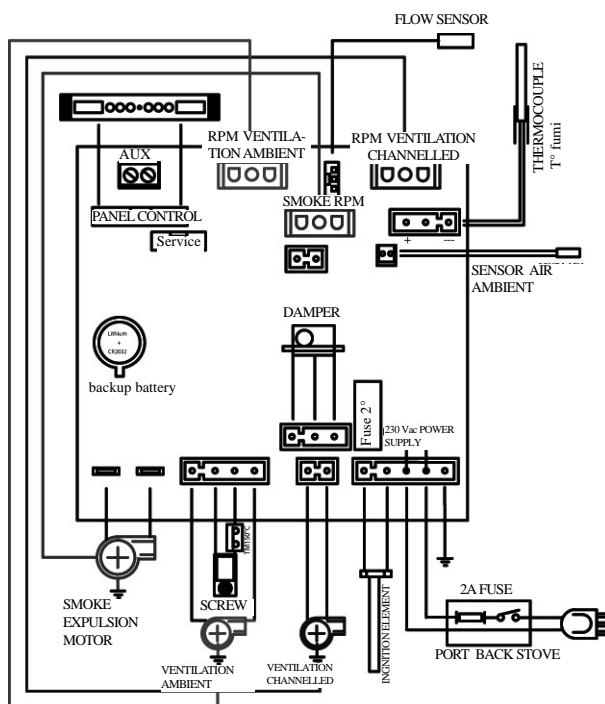 FLOW SENSOR
THERMOCOUPLE
T° fumi
RPM VENTILA-
TION AMBIENT
RPM VENTILATION
CHANNELLED
AUX
SMOKE RPM
PANEL CONTROL
Service
+ ---
SENSOR AIR
AMBIENT
DAMPER
Lithium
+
CR2032
backup battery
Fuse 2°
230 Vac POWER
SUPPLY
TM150°C
SCREW
SMOKE
EXPULSION
MOTOR
2A FUSE
PORT BACK STOVE
INGNITION ELEMENT
VENTILATION
AMBIENT
VENTILATION
CHANNELLED